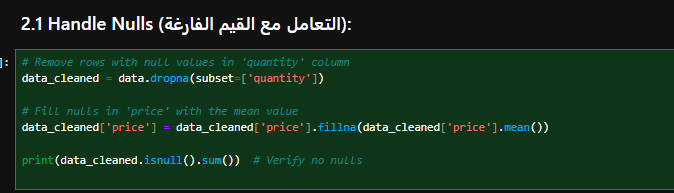 2.1 Handle Nulls (التعامل مع القيم الفارغة):
]:
# Remove rows with null values in 'quantity' column
data_cleaned = data.dropna(subset=['quantity'])
# Fill nulls in 'price' with the mean value
data_cleaned['price'] = data_cleaned['price'].fillna(data_cleaned['price'].mean())
print(data_cleaned.isnull().sum())  # Verify no nulls